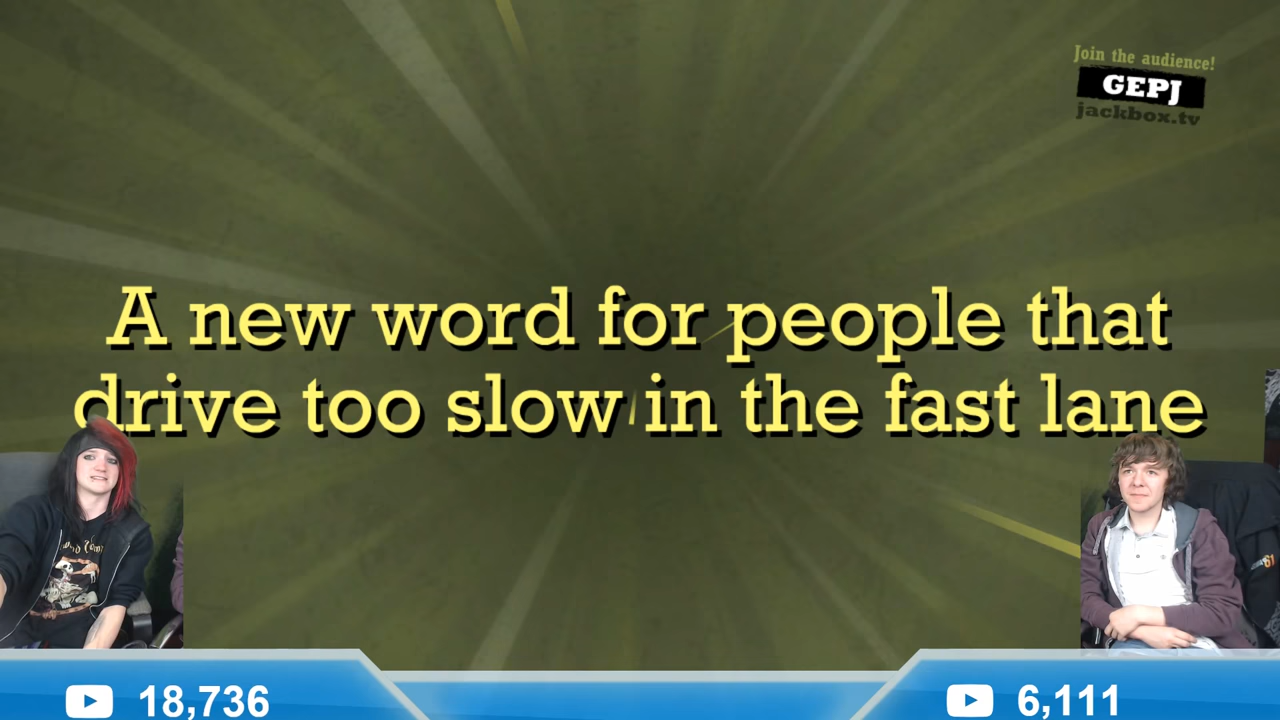 Join the audience!
GEPJ
jackbox.tv
A new word for people that
drive too slow in the fast lane
18,736
6,111